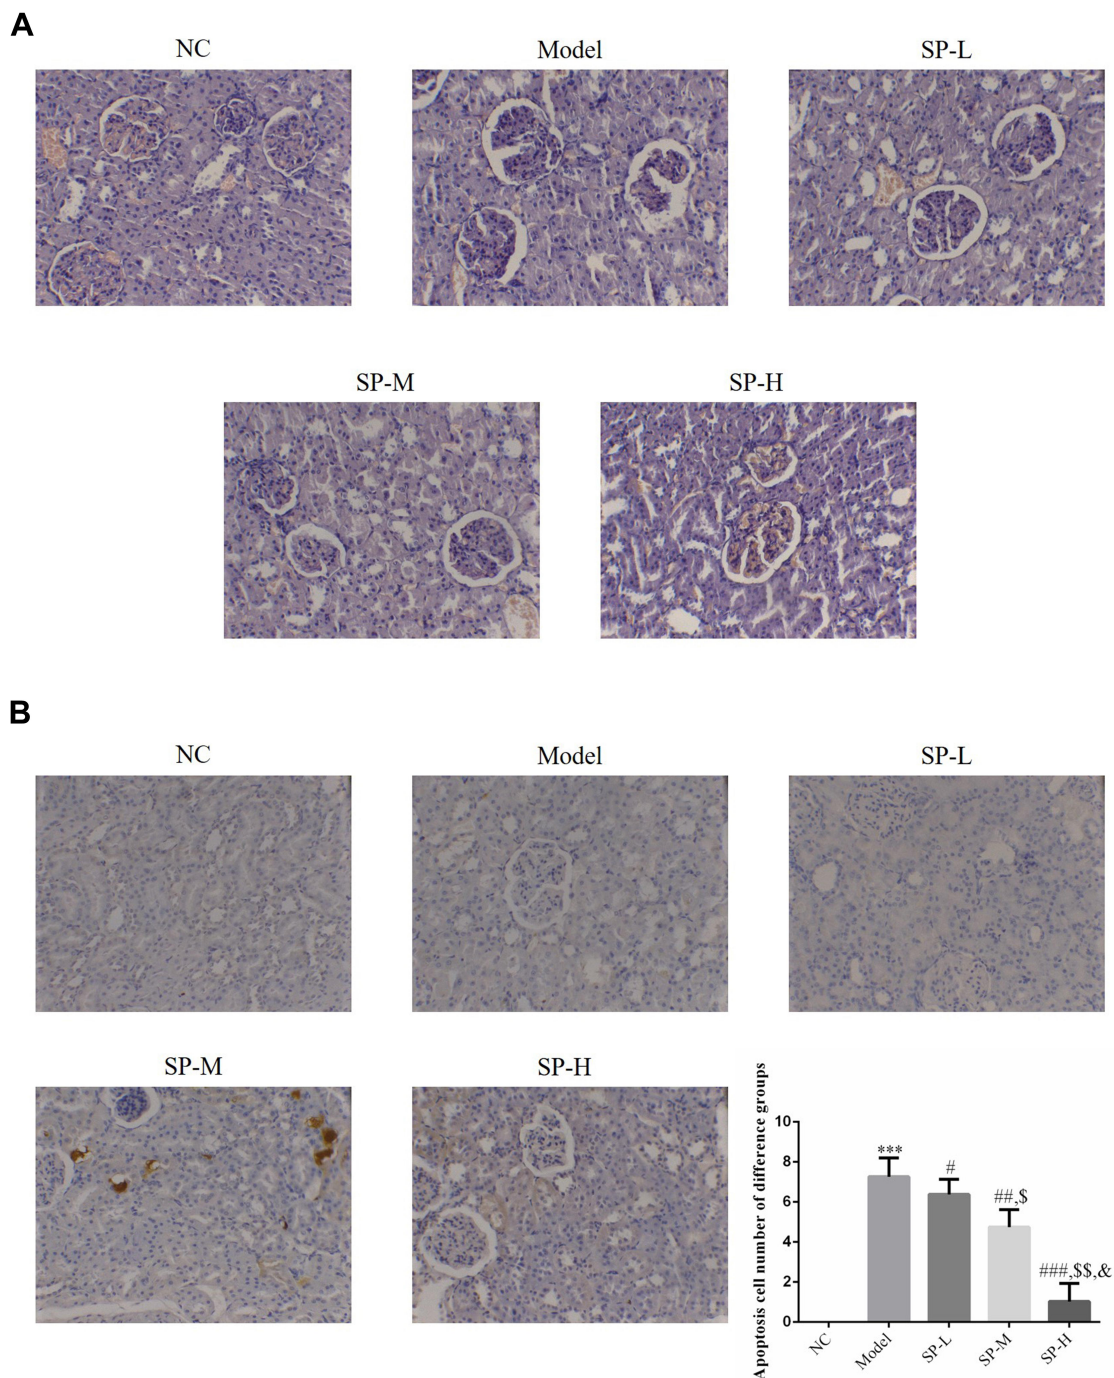 A
NC
Model
SP-L
SP-M
SP-H
B
NC
Model
SP-L
SP-M
SP-H
Apoptosis cell number of difference groups
10
8
6
4
2
0
***
#
##,$
###,$$,&
NC
Model
SP-L
SP-M
SP-H